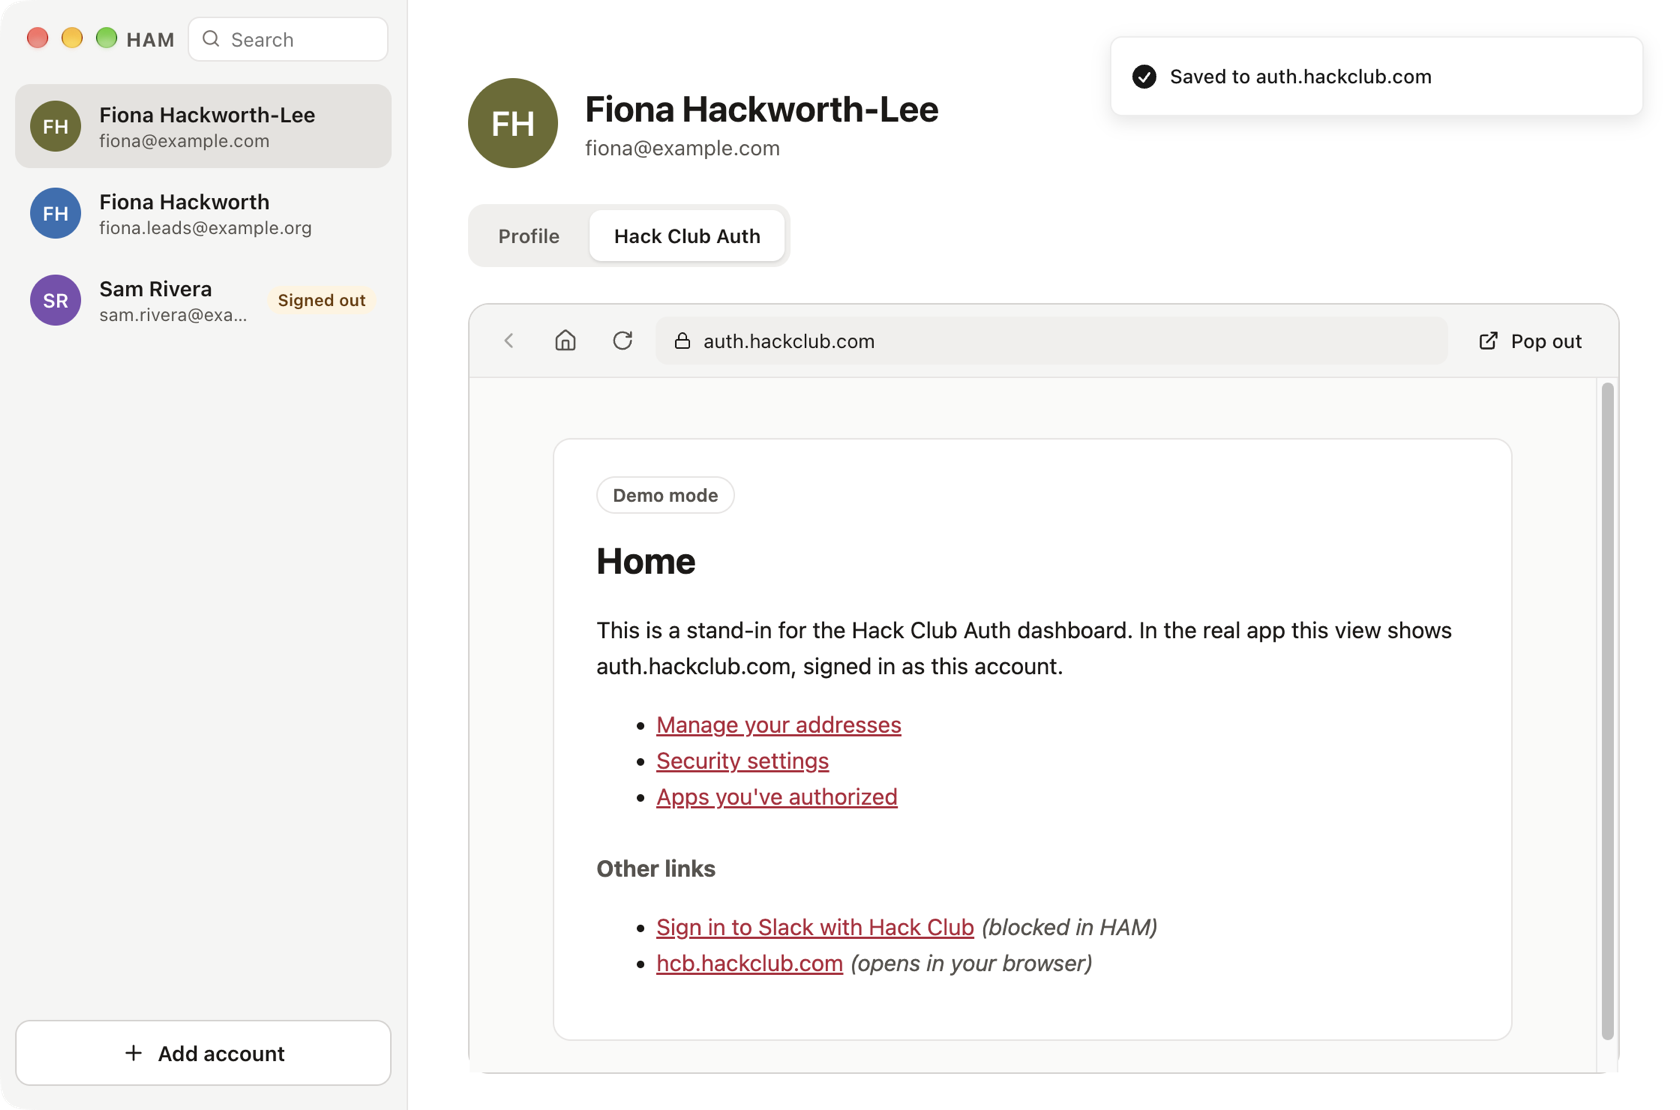 HAM
Search
FH
Fiona Hackworth-Lee
fiona@example.com
FH
Fiona Hackworth
fiona.leads@example.org
SR
Sam Rivera
sam.rivera@exa...
Signed out
Add account
FH
Fiona Hackworth-Lee
fiona@example.com
Saved to auth.hackclub.com
Profile
Hack Club Auth
auth.hackclub.com
Pop out
Demo mode
Home
This is a stand-in for the Hack Club Auth dashboard. In the real app this view shows
auth.hackclub.com, signed in as this account.
Manage your addresses
Security settings
Apps you've authorized
Other links
Sign in to Slack with Hack Club (blocked in HAM)
hcb.hackclub.com (opens in your browser)